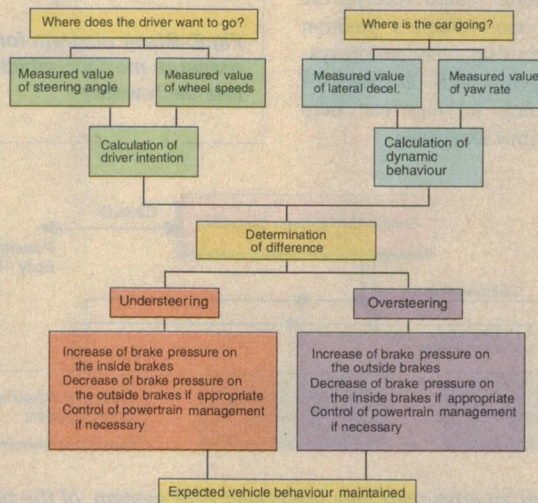 Where does the driver want to go?
Where is the car going?
Measured value
of steering angle
Measured value
of wheel speeds
Measured value
of lateral decel.
Measured value
of yaw rate
Calculation of
driver intention
Calculation of
dynamic
behaviour
Determination
of difference
Understeering
Oversteering
Increase of brake pressure on
the inside brakes
Decrease of brake pressure on
the outside brakes if appropriate
Control of powertrain management
if necessary
Increase of brake pressure on
the outside brakes
Decrease of brake pressure on
the inside brakes if appropriate
Control of powertrain management
if necessary
Expected vehicle behaviour maintained